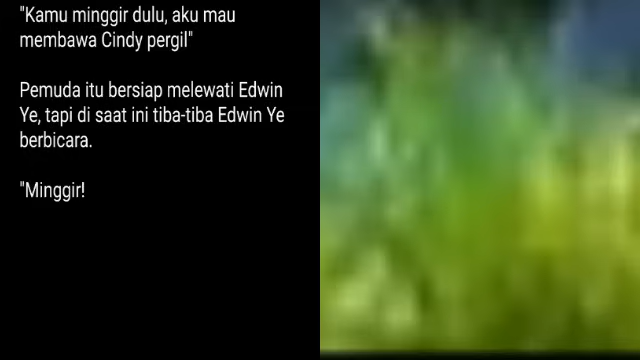 "Kamu minggir dulu, aku mau
membawa Cindy pergil"
Pemuda itu bersiap melewati Edwin
Ye, tapi di saat ini tiba-tiba Edwin Ye
berbicara.
"Minggir!